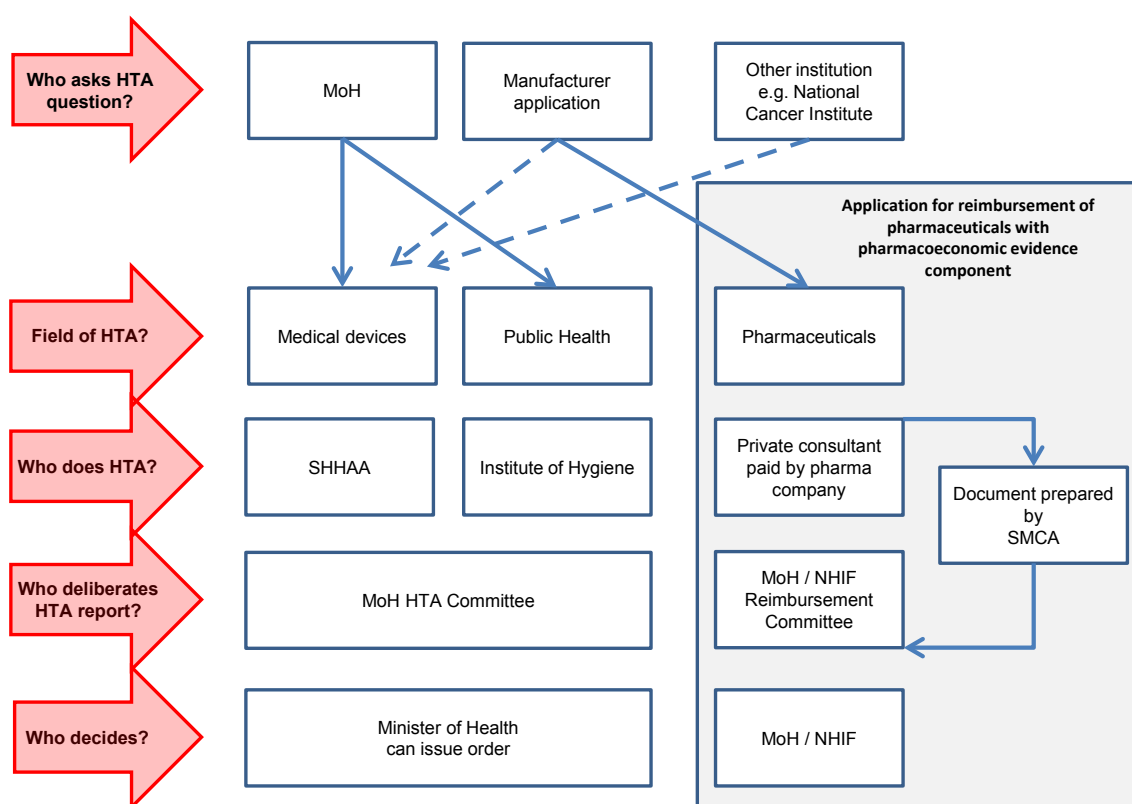 Who asks HTA
question?
MoH
Manufacturer
application
Other institution
e.g. National
Cancer Institute
Application for reimbursement of
pharmaceuticals with
pharmacoeconomic evidence
component
Field of HTA?
Medical devices
Public Health
Pharmaceuticals
Who does HTA?
SHHAA
Institute of Hygiene
Private consultant
paid by pharma
company
Document prepared
by
SMCA
Who deliberates
HTA report?
MoH HTA Committee
MoH / NHIF
Reimbursement
Committee
Who decides?
Minister of Health
can issue order
MoH / NHIF